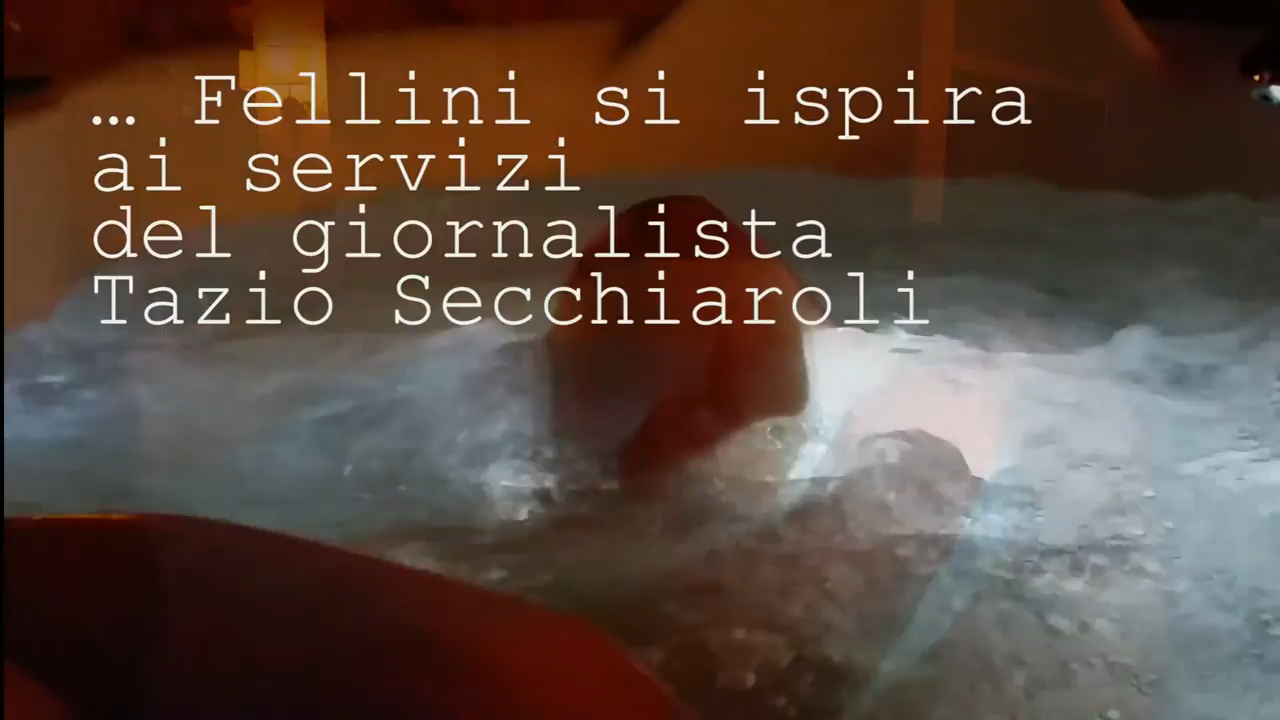 … Fellini si ispira
ai servizi
del giornalista
Tazio Secchiaroli